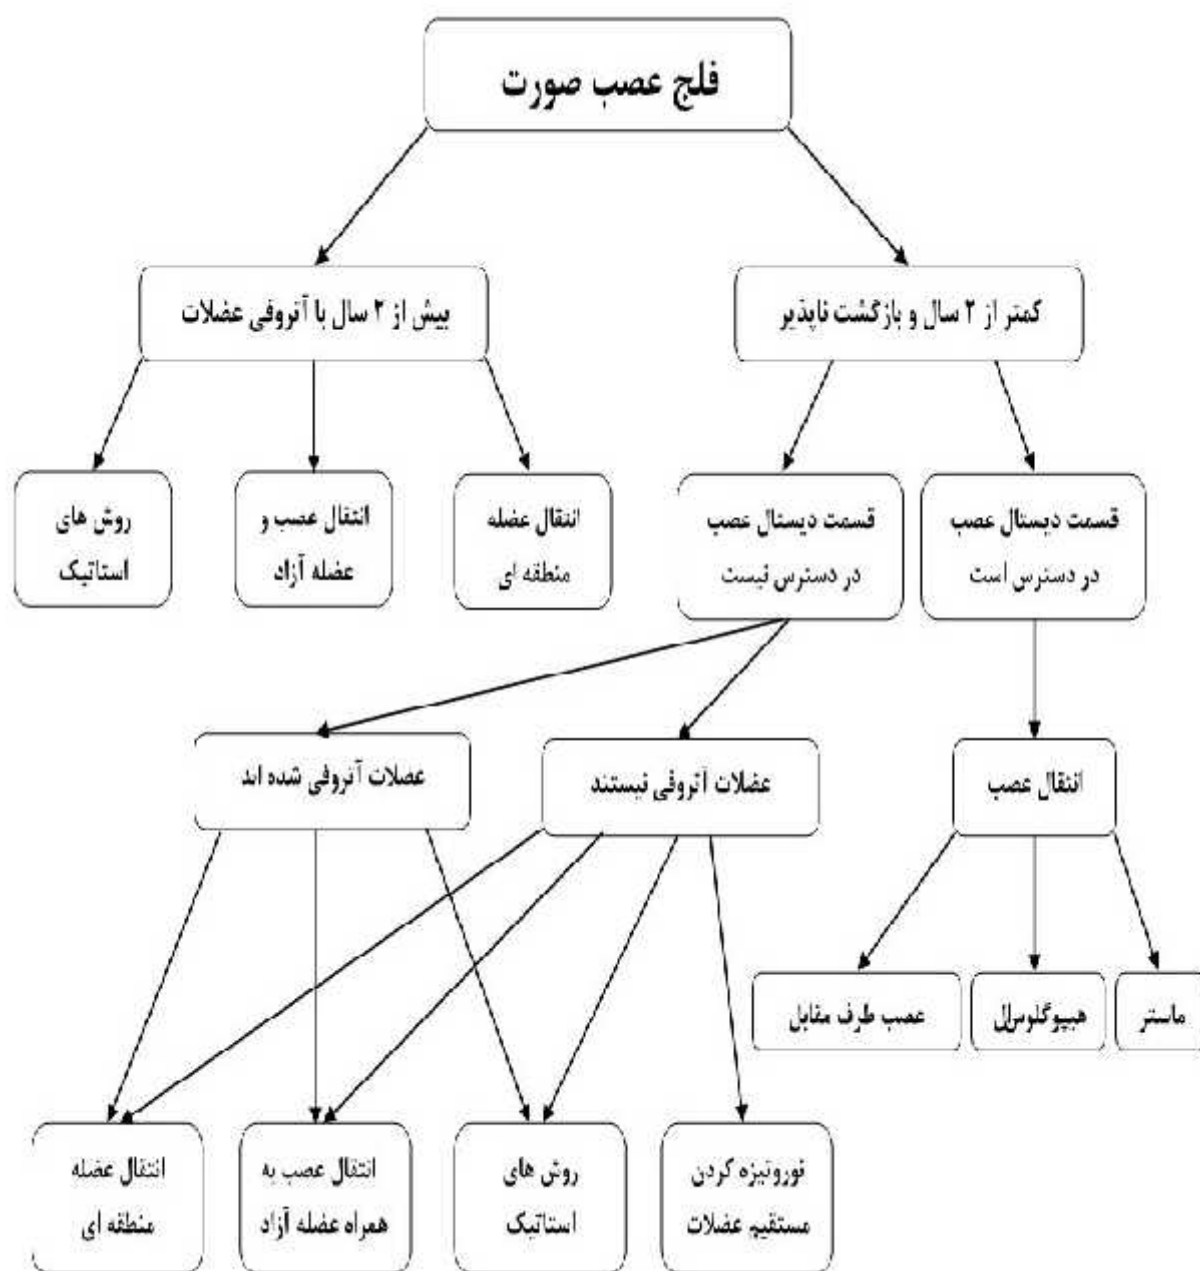 فلج عصب صورت
کمتر از ۲ سال و بازگشت ناپذیر
بیش از ۲ سال با آتروفی عضلات
قسمت دیستال عصب
در دسترس است
قسمت دیستال عصب
در دسترس نیست
انتقال عضله
منطقه ای
انتقال عصب و
عضله آزاد
روش های
استاتیک
انتقال عصب
عضلات آتروفی نیستند
عضلات آتروفی شده اند
ماستر
هیپوگلوسال
عصب طرف مقابل
نوروتیزه کردن
مستقیم عضلات
روش های
استاتیک
انتقال عصب به
همراه عضله آزاد
انتقال عضله
منطقه ای